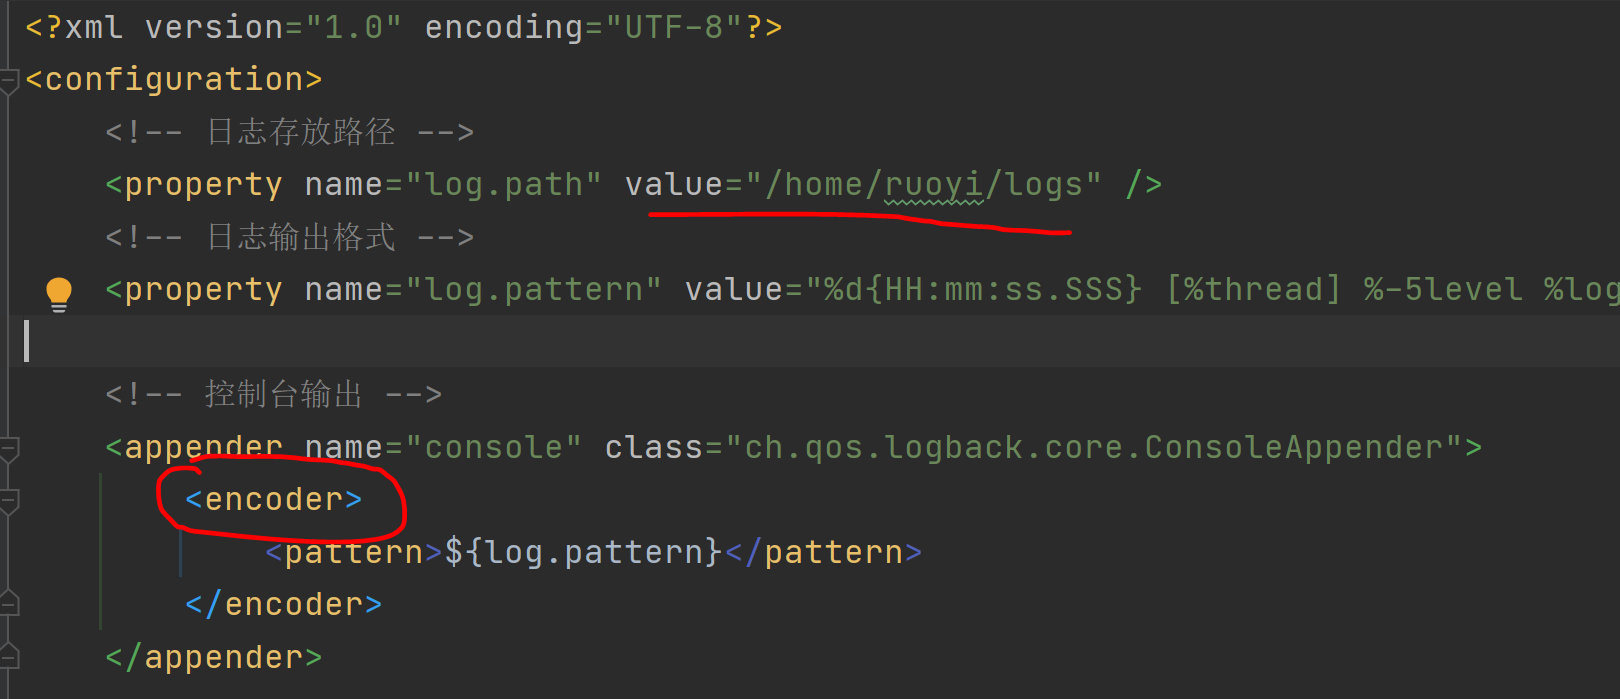 <?xml version="1.0" encoding="UTF-8"?>
<configuration>
<!-- 日志存放路径 -->
<property name="log.path" value="/home/ruoyi/logs" />
<!-- 日志输出格式 -->
<property name="log.pattern" value="%d{HH:mm:ss.SSS} [%thread] %-5level %log
<!-- 控制台输出 -->
<appender name="console" class="ch.qos.logback.core.ConsoleAppender">
<encoder>
<pattern>${log.pattern}</pattern>
</encoder>
</appender>